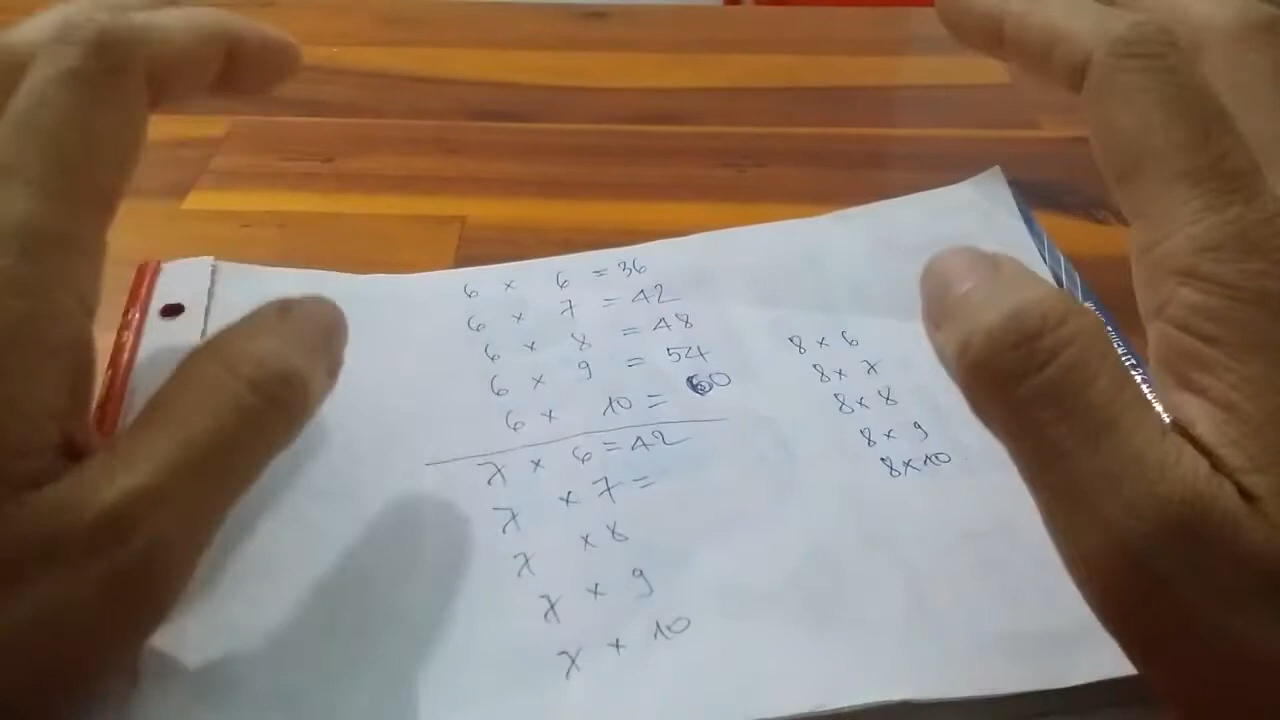 6 × 6 = 36
6 × 7 = 42
6 × 8 = 48
6 × 9 = 54
6 × 10 = 60
7 × 6 = 42
7 × 7 =
7 × 8
7 × 9
7 × 10
8 × 6
8 × 7
8 × 8
8 × 9
8 × 10